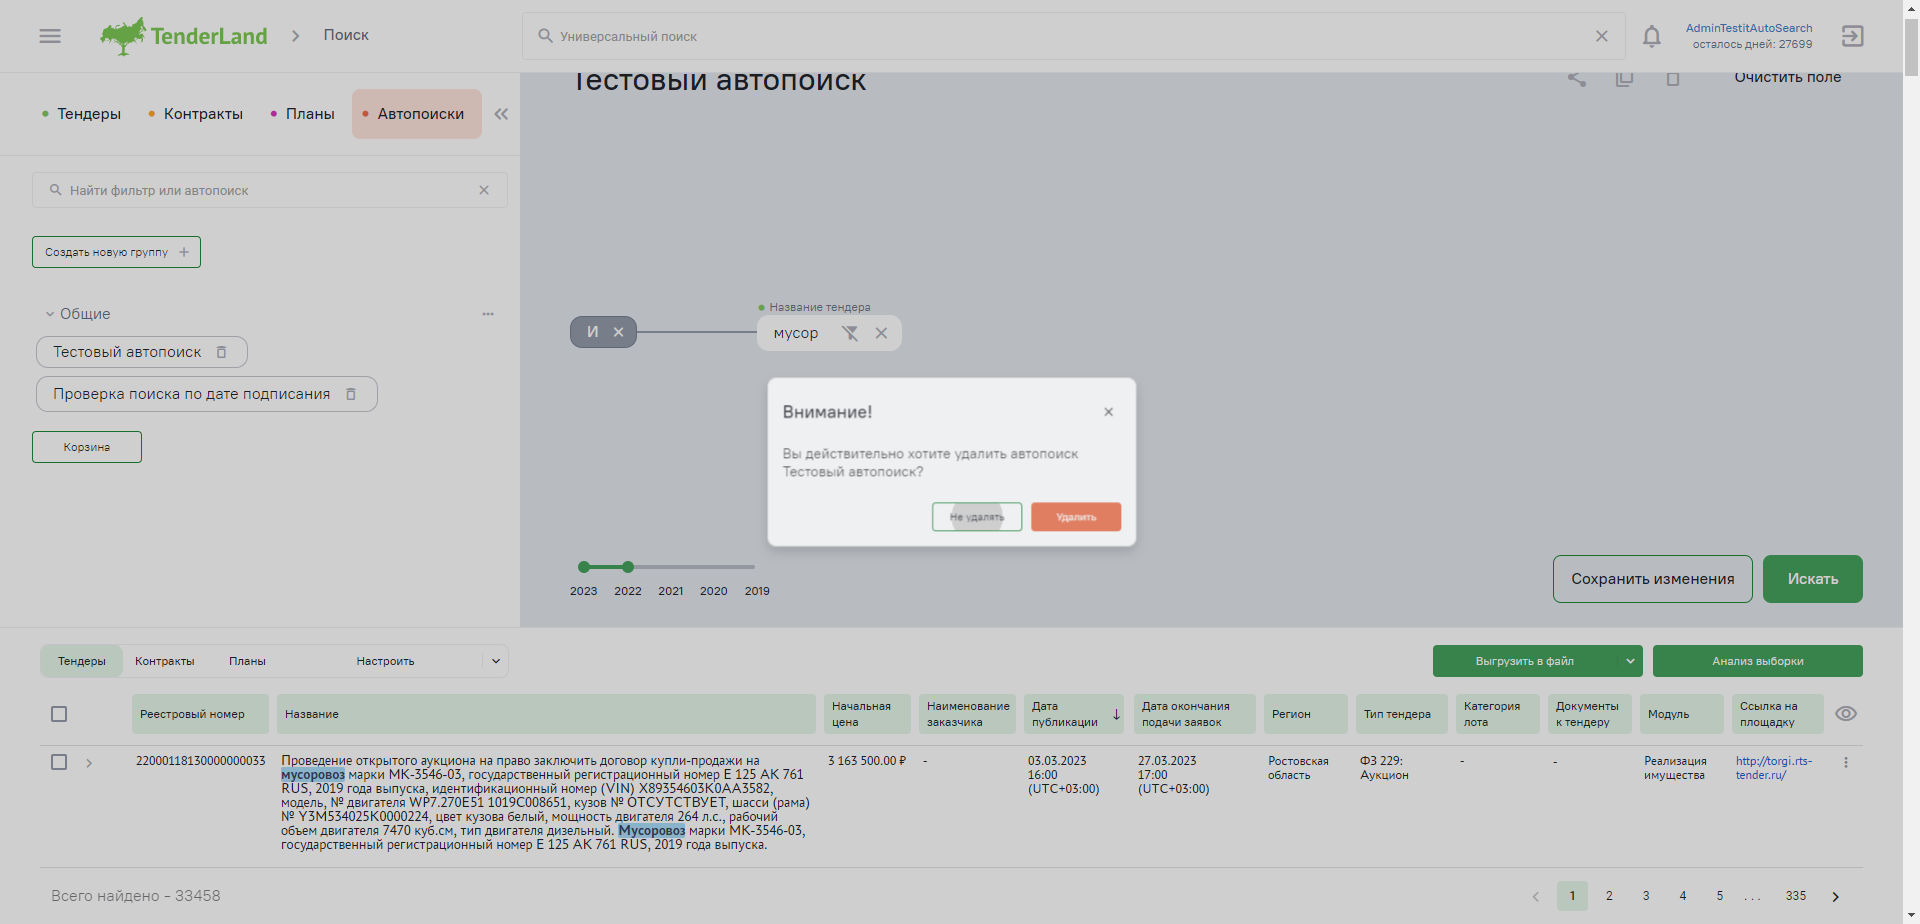 TenderLand
Поиск
Универсальный поиск
AdminTestitAutoSearch
осталось дней: 27699
Тендеры
Контракты
Планы
Автопоиски
Тестовый автопоиск
Очистить поле
Найти фильтр или автопоиск
Создать новую группу
Общие
Тестовый автопоиск
Проверка поиска по дате подписания
Корзина
Название тендера
И
мусор
Внимание!
Вы действительно хотите удалить автопоиск
Тестовый автопоиск?
Не удалять
Удалить
2023 2022 2021 2020 2019
Сохранить изменения
Искать
Тендеры
Контракты
Планы
Настроить
Выгрузить в файл
Анализ выборки
Реестровый номер
Название
Начальная
цена
Наименование
заказчика
Дата
публикации
Дата окончания
подачи заявок
Регион
Тип тендера
Категория
лота
Документы
к тендеру
Модуль
Ссылка на
площадку
22000118130000000033
Проведение открытого аукциона на право заключить договор купли-продажи на
мусоровоз марки МК-3546-03, государственный регистрационный номер Е 125 АК 761
RUS, 2019 года выпуска, идентификационный номер (VIN) X89354603K0AA3582,
модель, № двигателя WP7.270E51 1019C008651, кузов № ОТСУТСТВУЕТ, шасси (рама)
№ Y3M534025K0000224, цвет кузова белый, мощность двигателя 264 л.с., рабочий
объем двигателя 7470 куб.см, тип двигателя дизельный. Мусоровоз марки МК-3546-03,
государственный регистрационный номер Е 125 АК 761 RUS, 2019 года выпуска.
3 163 500.00 ₽
-
03.03.2023
16:00
(UTC+03:00)
27.03.2023
17:00
(UTC+03:00)
Ростовская
область
ФЗ 229:
Аукцион
-
-
Реализация
имущества
http://torgi.rts-
tender.ru/
Всего найдено - 33458
1 2 3 4 5 ... 335